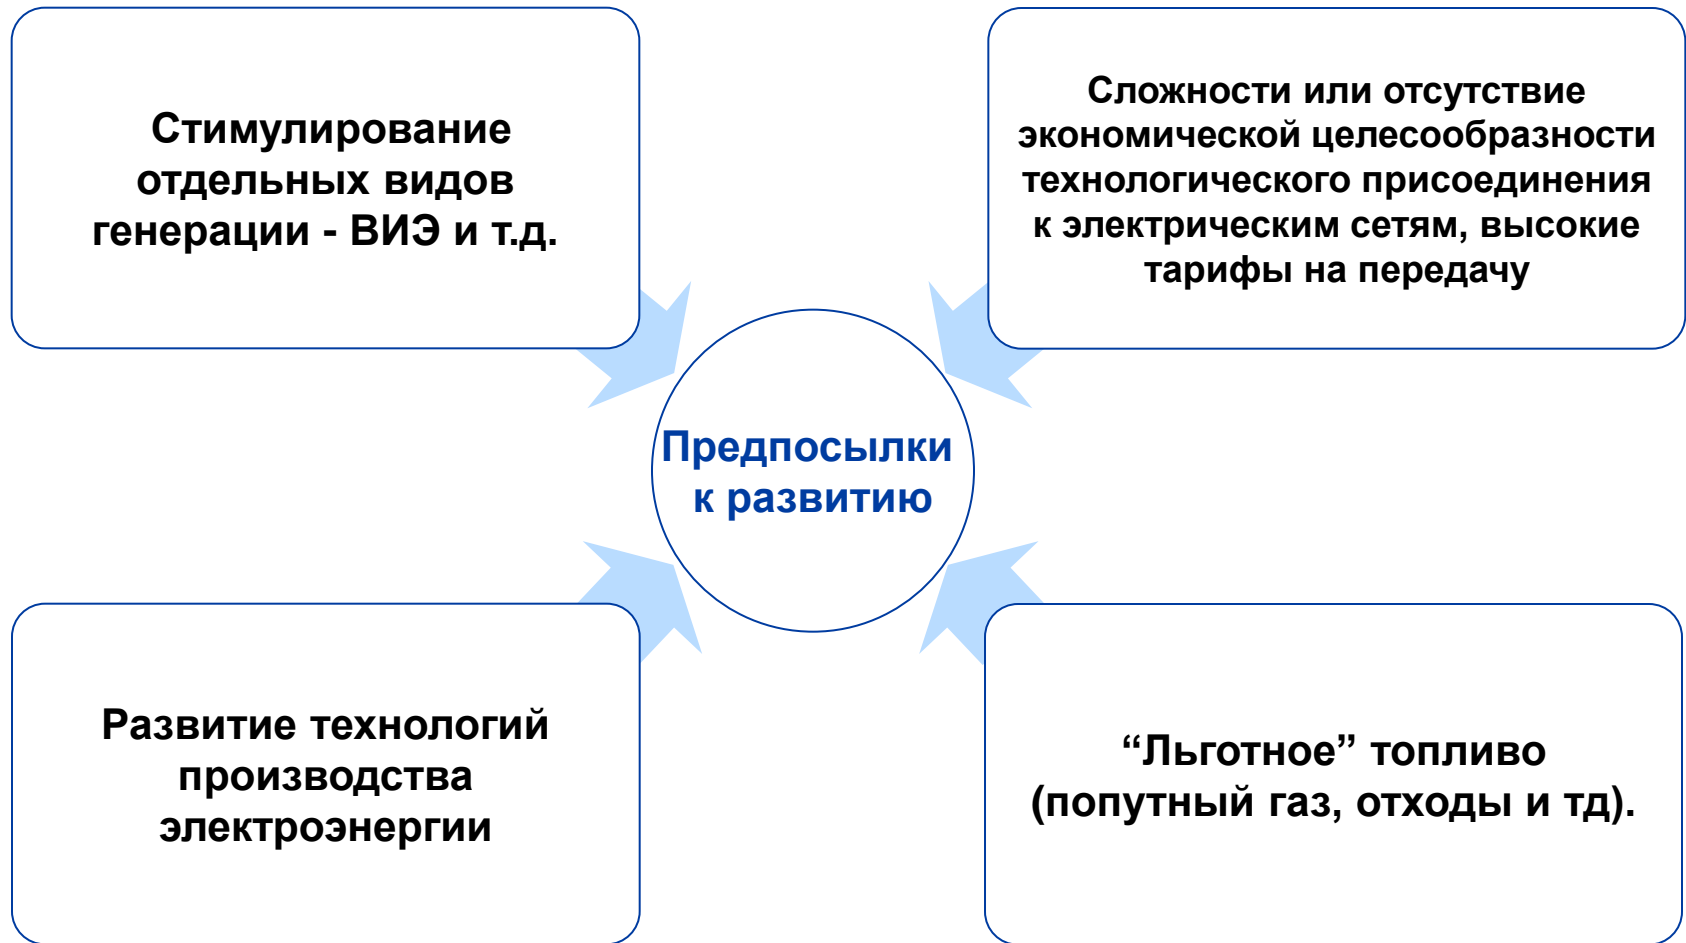 Стимулирование
отдельных видов
генерации - ВИЭ и т.д.
Сложности или отсутствие
экономической целесообразности
технологического присоединения
к электрическим сетям, высокие
тарифы на передачу
Предпосылки
к развитию
Развитие технологий
производства
электроэнергии
“Льготное” топливо
(попутный газ, отходы и тд).